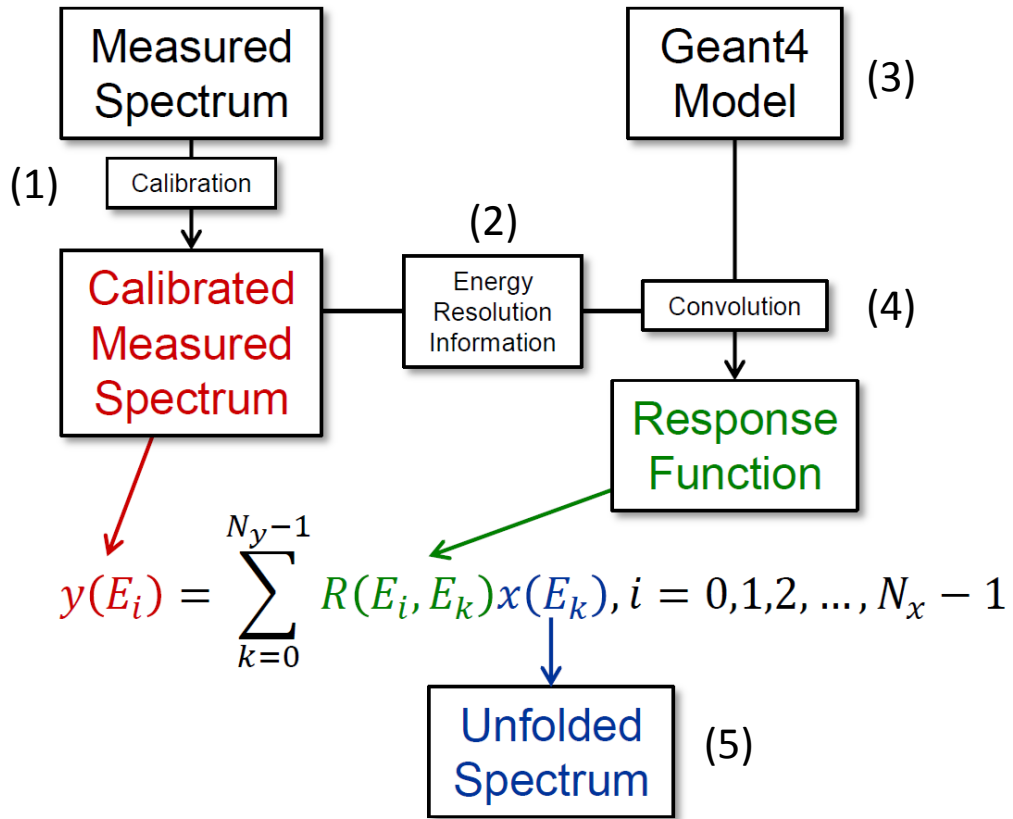 Measured
Spectrum
Geant4
Model
(3)
(1)
Calibration
(2)
Calibrated
Measured
Spectrum
Energy
Resolution
Information
Convolution
(4)
Response
Function
y(E_i) = \sum_{k=0}^{N_y-1} R(E_i, E_k)x(E_k), i = 0,1,2, …, N_x − 1
Unfolded
Spectrum
(5)